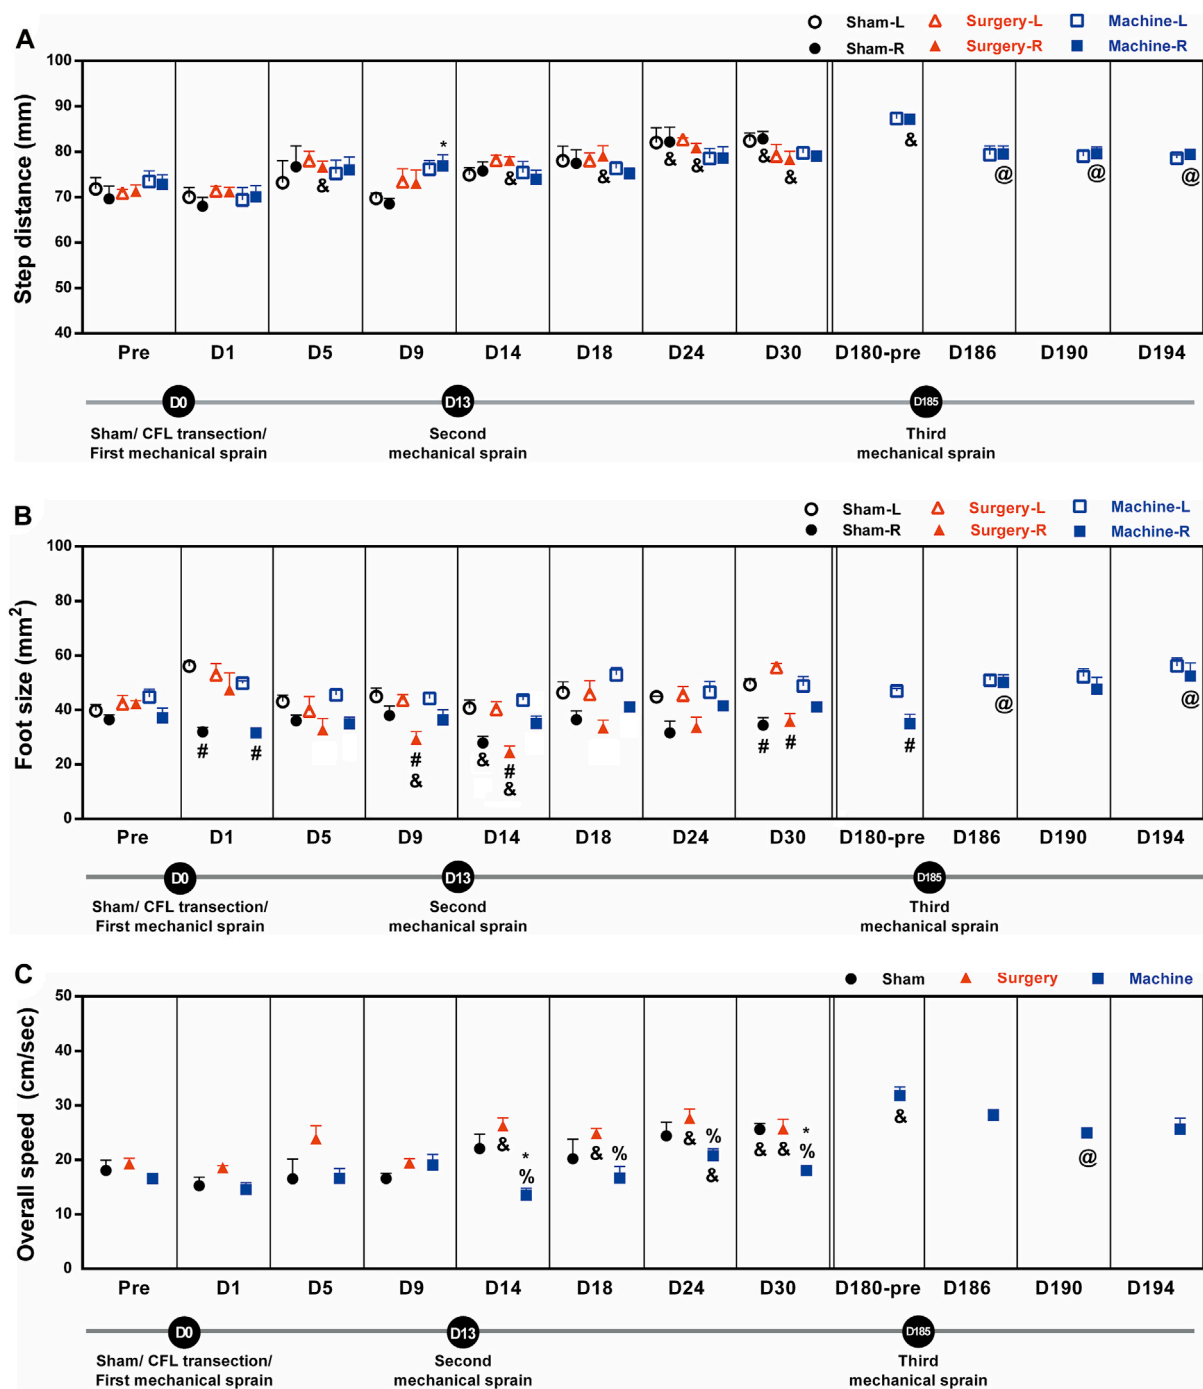 A
Sham-L Surgery-L Machine-L
Sham-R Surgery-R Machine-R
Step distance (mm)
100
90
80
70
60
50
40
*
& & & & & & & &
@ @ @
Pre D1 D5 D9 D14 D18 D24 D30 D180-pre D186 D190 D194
D0 D13 D185
Sham/ CFL transection/ Second Third
First mechanical sprain mechanical sprain mechanical sprain
B
Sham-L Surgery-L Machine-L
Sham-R Surgery-R Machine-R
Foot size (mm²)
100
80
60
40
20
0
# # # & # # # @ @
& & #
Pre D1 D5 D9 D14 D18 D24 D30 D180-pre D186 D190 D194
D0 D13 D185
Sham/ CFL transection/ Second Third
First mechanicl sprain mechanical sprain mechanical sprain
C
Sham Surgery Machine
Overall speed (cm/sec)
50
40
30
20
10
0
& * % & % & % & & & * % & @
Pre D1 D5 D9 D14 D18 D24 D30 D180-pre D186 D190 D194
D0 D13 D185
Sham/ CFL transection/ Second Third
First mechanical sprain mechanical sprain mechanical sprain